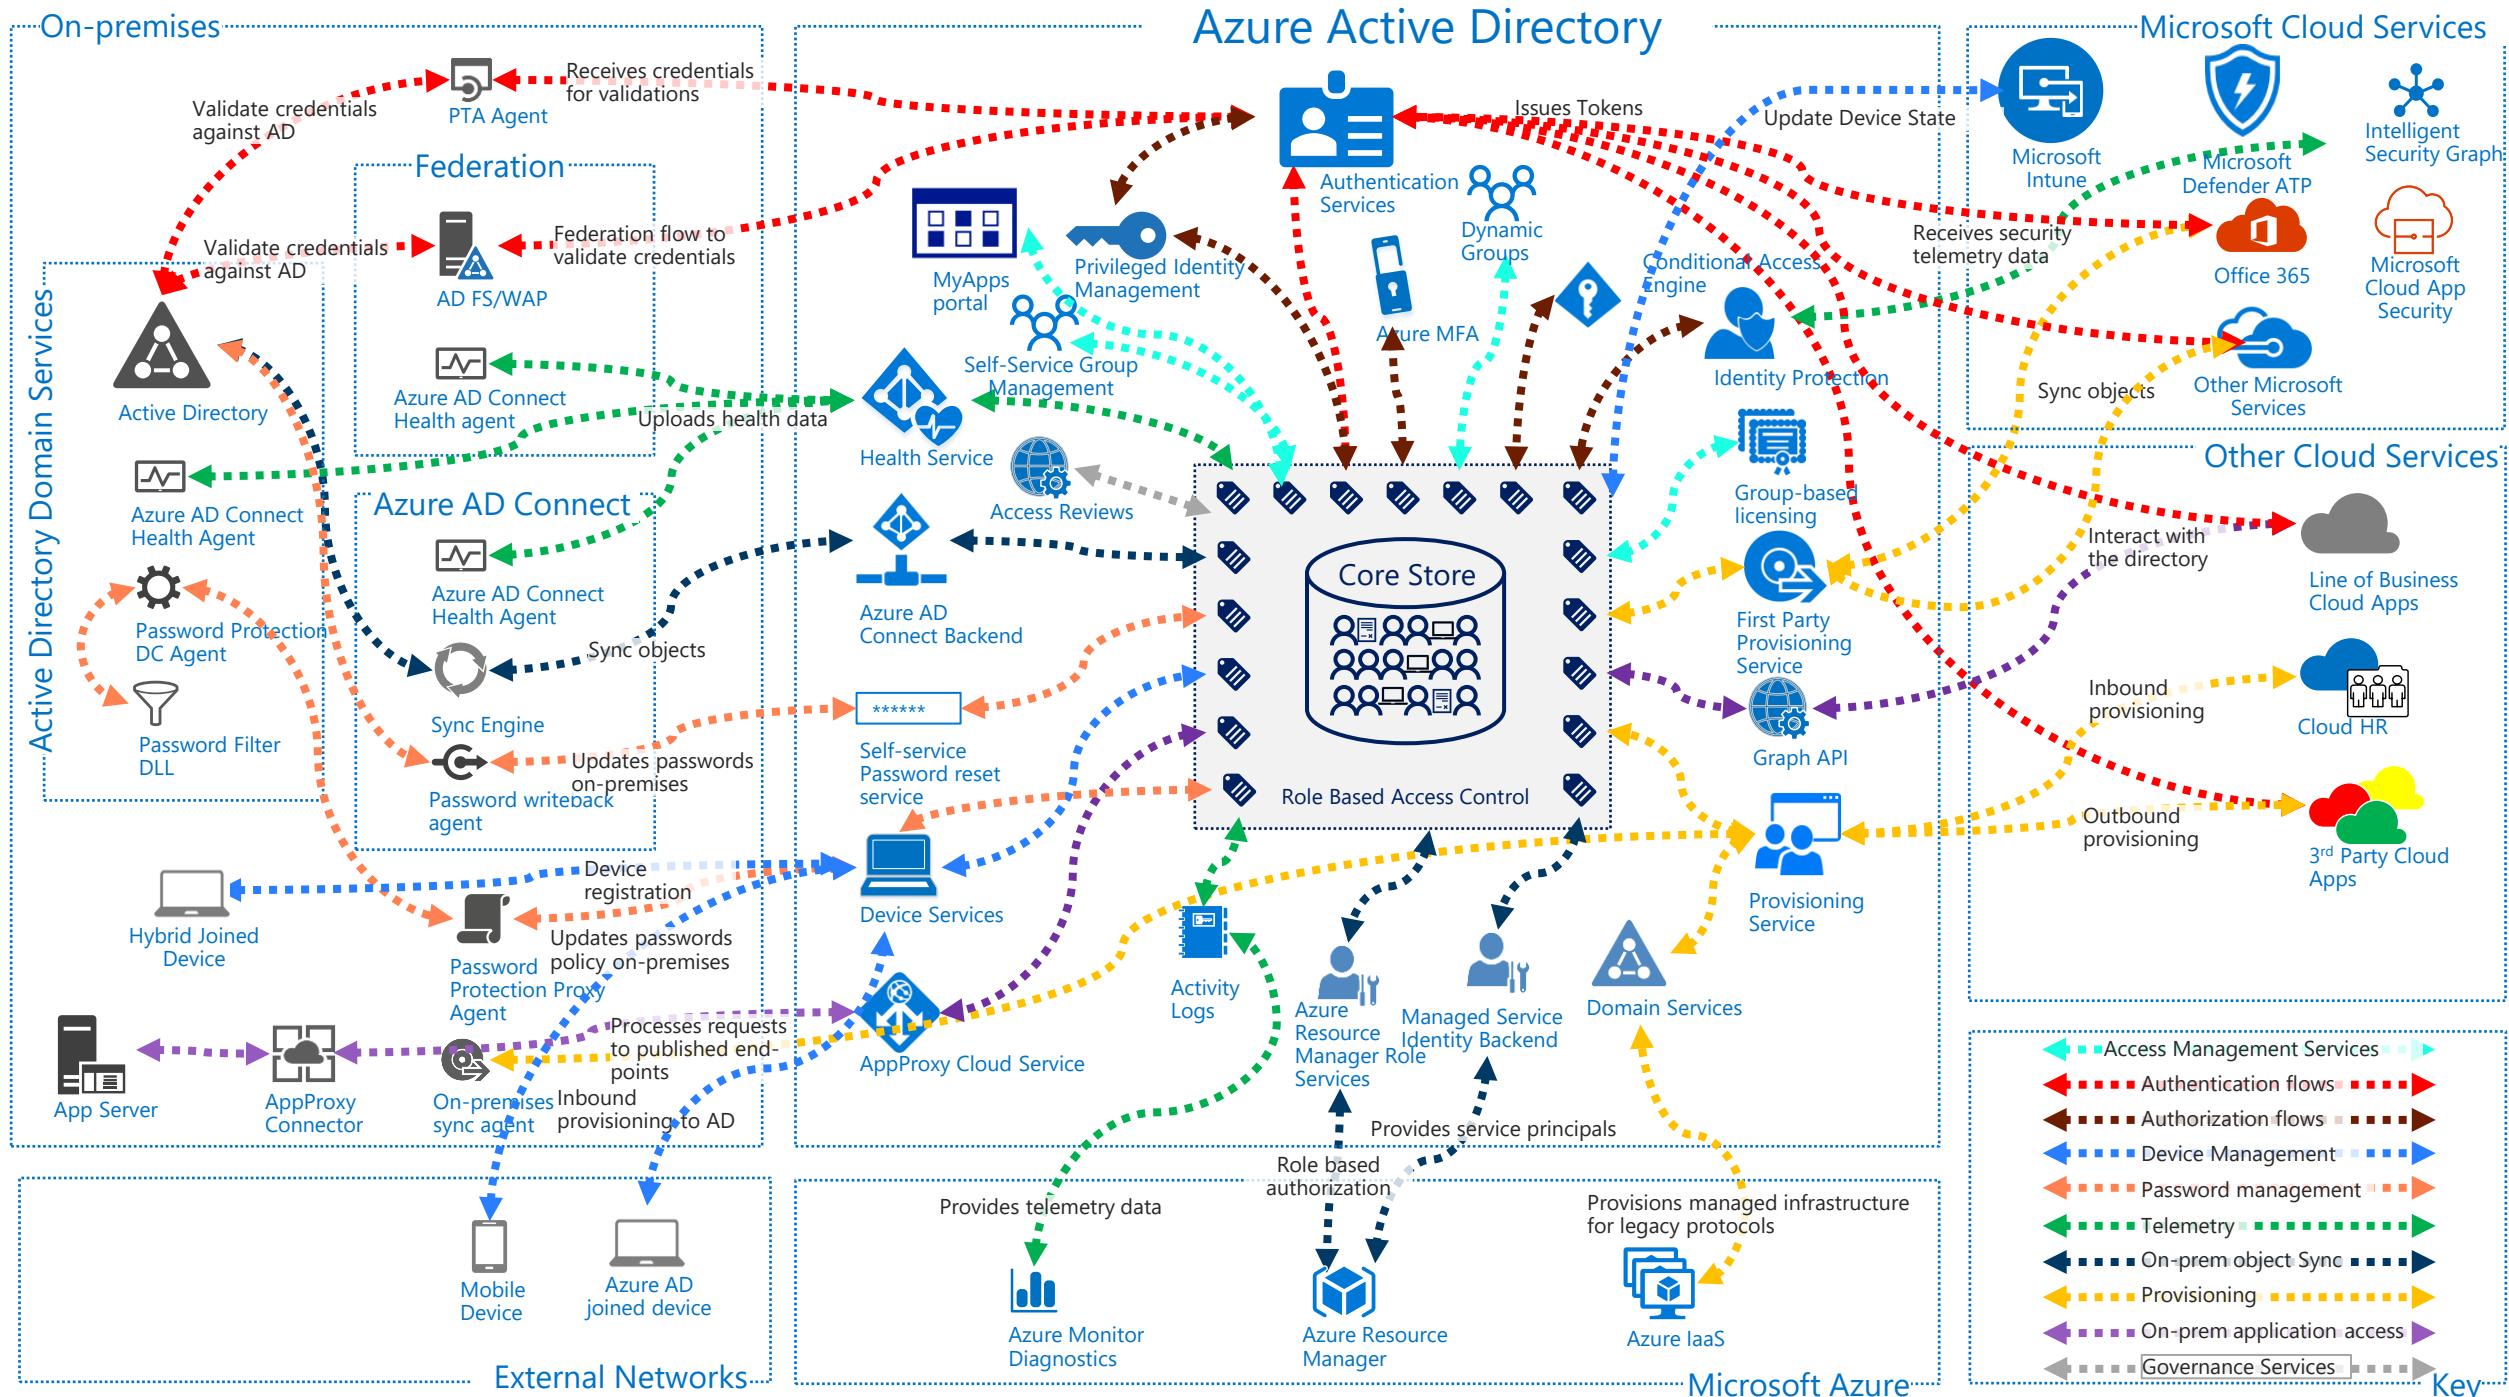 On-premises
Azure Active Directory
Microsoft Cloud Services
Validate credentials
against AD
PTA Agent
Receives credentials
for validations
Federation
Validate credentials
against AD
AD FS/WAP
Federation flow to
validate credentials
Azure AD Connect
Health agent
Uploads health data
Active Directory Domain Services
Active Directory
Azure AD Connect
Health Agent
Password Protection
DC Agent
Password Filter
DLL
Azure AD Connect
Azure AD Connect
Health Agent
Sync Engine
Sync objects
Password writeback
agent
Updates passwords
on-premises
Hybrid Joined
Device
Device
registration
Password
Protection Proxy
Agent
Updates passwords
policy on-premises
App Server
AppProxy
Connector
On-premises
sync agent
Processes requests
to published end-
points
Inbound
provisioning to AD
Authentication
Services
Issues Tokens
Update Device State
MyApps
portal
Privileged Identity
Management
Dynamic
Groups
Azure MFA
Conditional Access
Engine
Identity Protection
Self-Service Group
Management
Health Service
Access Reviews
Group-based
licensing
Azure AD
Connect Backend
Core Store
Role Based Access Control
First Party
Provisioning
Service
******
Self-service
Password reset
service
Graph API
Device Services
Provisioning
Service
Activity
Logs
AppProxy Cloud Service
Azure
Resource
Manager Role
Services
Managed Service
Identity Backend
Domain Services
Provides service principals
Microsoft
Intune
Microsoft
Defender ATP
Intelligent
Security Graph
Receives security
telemetry data
Office 365
Microsoft
Cloud App
Security
Sync objects
Other Microsoft
Services
Other Cloud Services
Interact with
the directory
Line of Business
Cloud Apps
Inbound
provisioning
Cloud HR
Outbound
provisioning
3rd Party Cloud
Apps
Mobile
Device
Azure AD
joined device
External Networks
Provides telemetry data
Role based
authorization
Provisions managed infrastructure
for legacy protocols
Azure Monitor
Diagnostics
Azure Resource
Manager
Azure IaaS
Microsoft Azure
Access Management Services
Authentication flows
Authorization flows
Device Management
Password management
Telemetry
On-prem object Sync
Provisioning
On-prem application access
Governance Services
Key